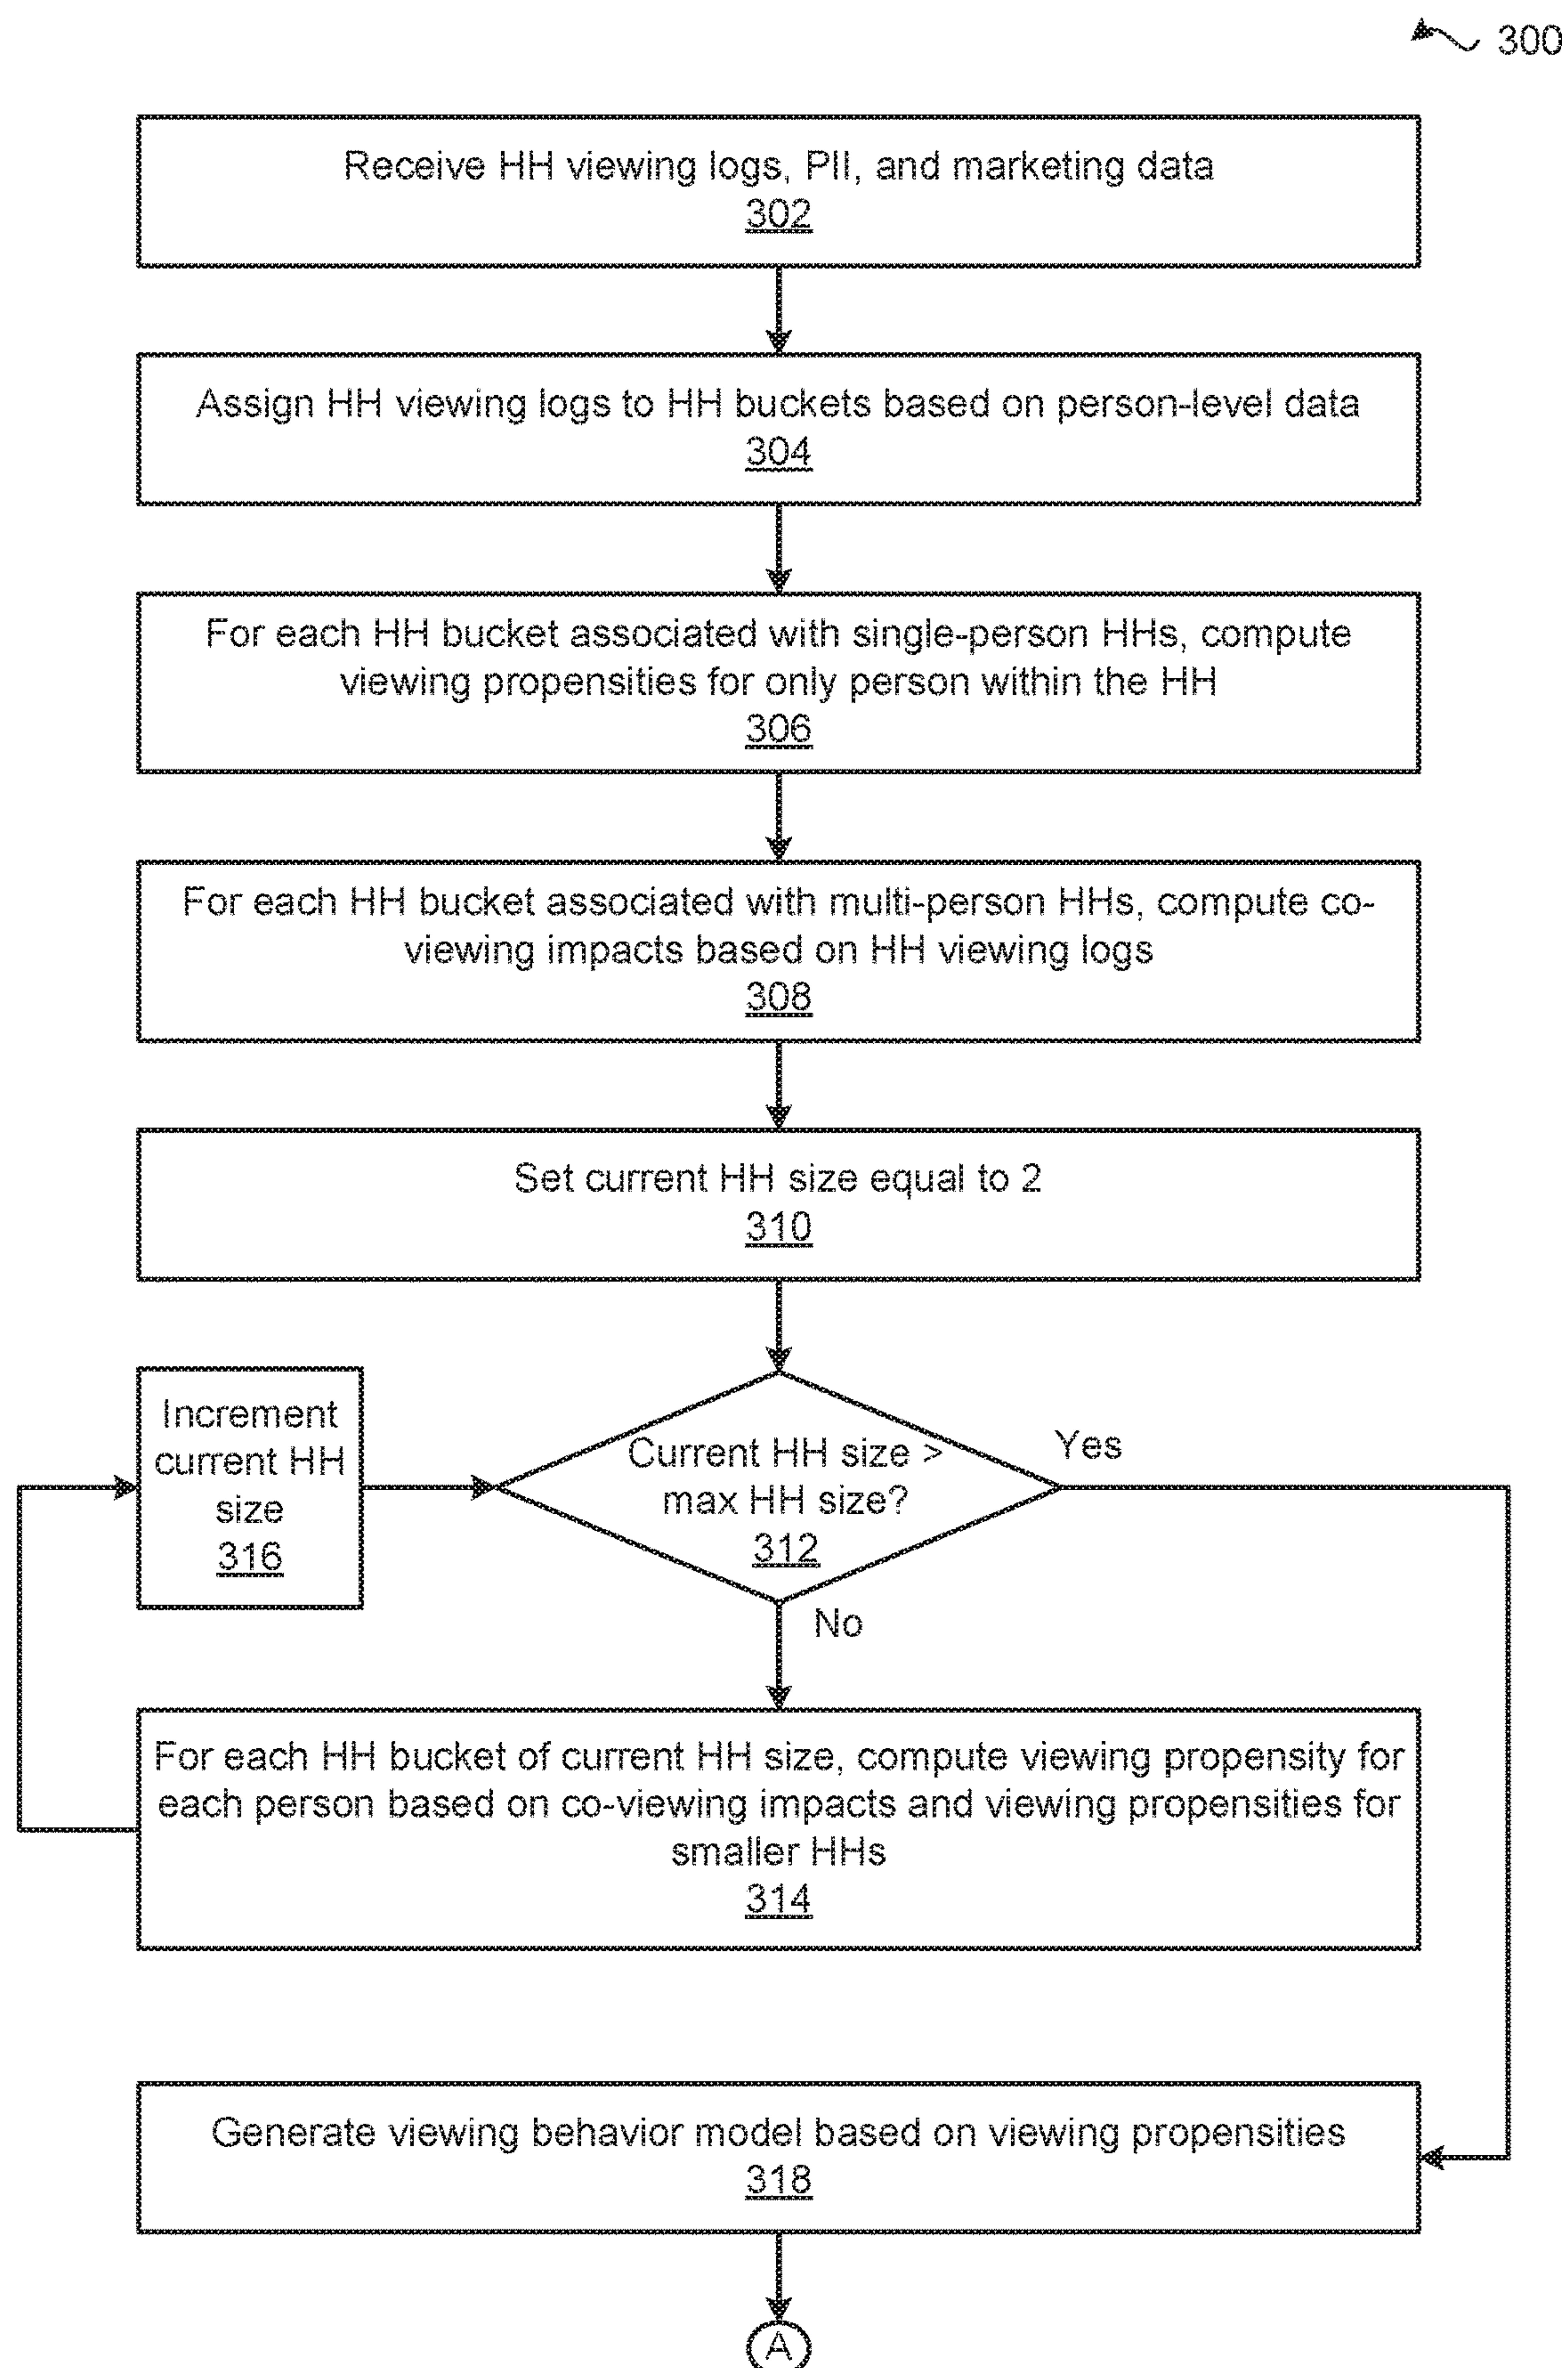 300
Receive HH viewing logs, PII, and marketing data
302
Assign HH viewing logs to HH buckets based on person-level data
304
For each HH bucket associated with single-person HHs, compute
viewing propensities for only person within the HH
306
For each HH bucket associated with multi-person HHs, compute co-
viewing impacts based on HH viewing logs
308
Set current HH size equal to 2
310
Increment
current HH
size
316
Current HH size >
max HH size?
312
Yes
No
For each HH bucket of current HH size, compute viewing propensity for
each person based on co-viewing impacts and viewing propensities for
smaller HHs
314
Generate viewing behavior model based on viewing propensities
318
A